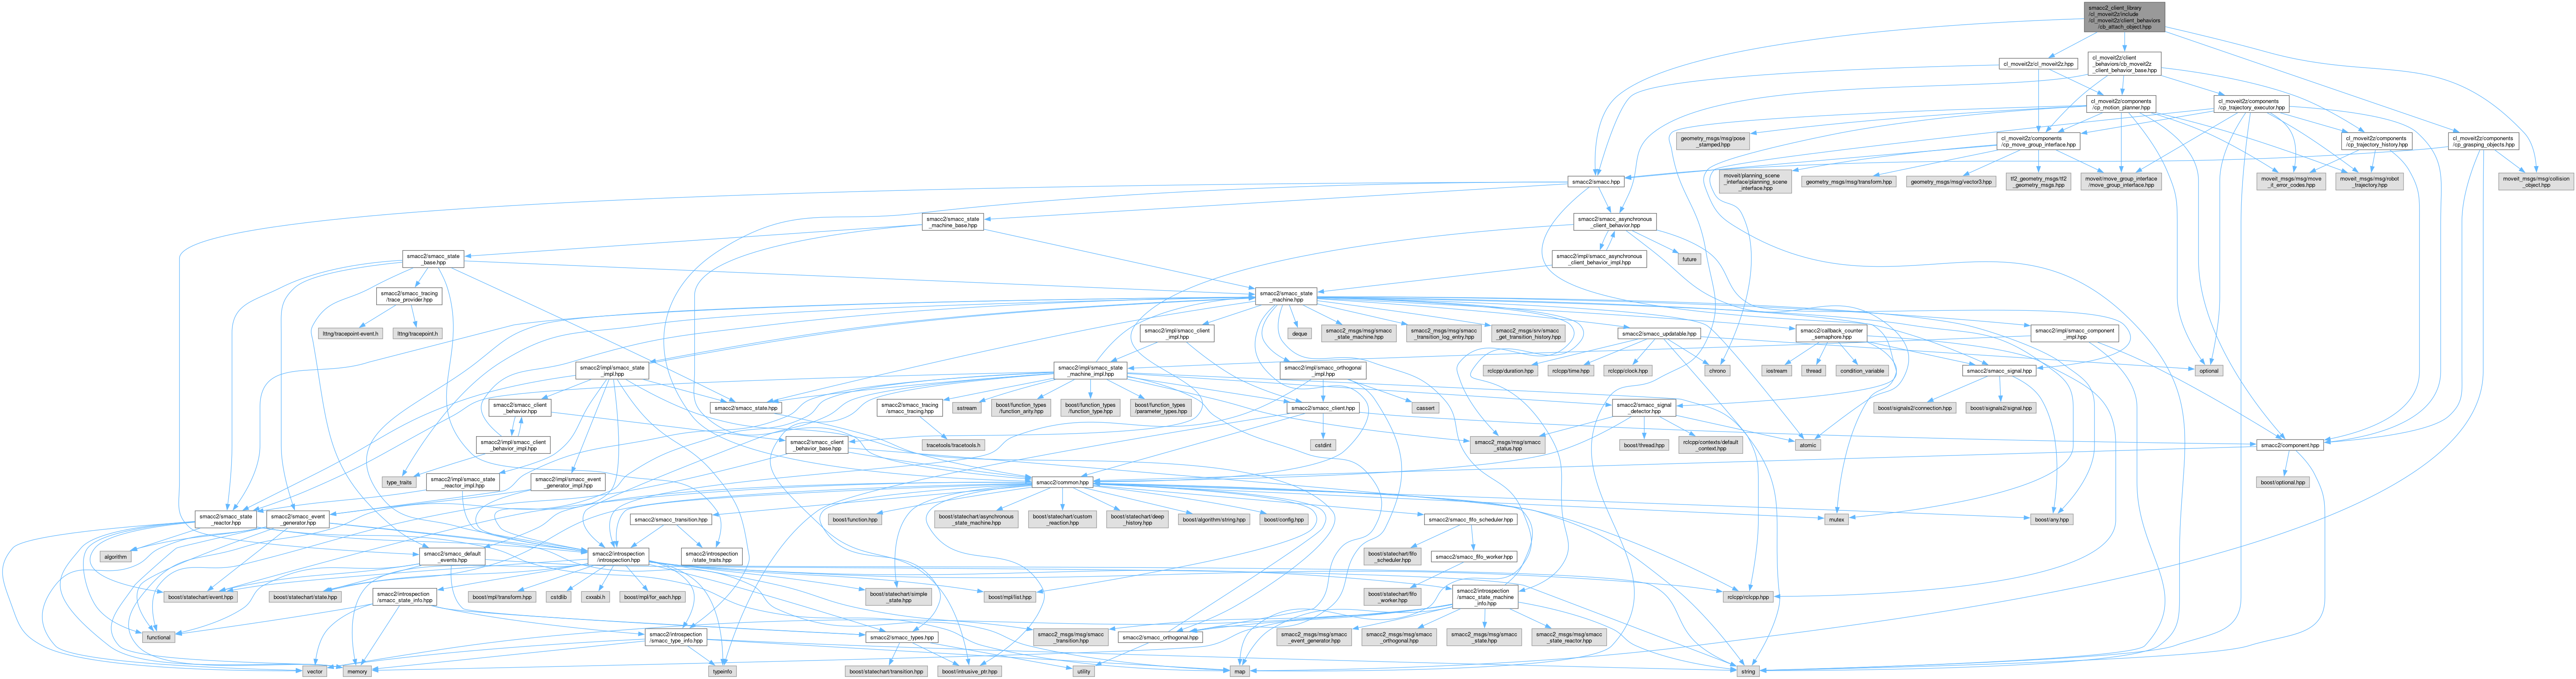 smacc2_client_library
/cl_moveit2z/include
/cl_moveit2z/client_behaviors
/cb_attach_object.hpp
cl_moveit2z/cl_moveit2z.hpp
cl_moveit2z/client
_behaviors/cb_moveit2z
_client_behavior_base.hpp
cl_moveit2z/components
/cp_motion_planner.hpp
cl_moveit2z/components
/cp_trajectory_executor.hpp
geometry_msgs/msg/pose
_stamped.hpp
cl_moveit2z/components
/cp_move_group_interface.hpp
cl_moveit2z/components
/cp_trajectory_history.hpp
cl_moveit2z/components
/cp_grasping_objects.hpp
smacc2/smacc.hpp
moveit/planning_scene
_interface/planning_scene
_interface.hpp
geometry_msgs/msg/transform.hpp
geometry_msgs/msg/vector3.hpp
tf2_geometry_msgs/tf2
_geometry_msgs.hpp
moveit/move_group_interface
/move_group_interface.hpp
moveit_msgs/msg/move
_it_error_codes.hpp
moveit_msgs/msg/robot
_trajectory.hpp
moveit_msgs/msg/collision
_object.hpp
smacc2/smacc_state
_machine_base.hpp
smacc2/smacc_asynchronous
_client_behavior.hpp
smacc2/smacc_state
_base.hpp
smacc2/impl/smacc_asynchronous
_client_behavior_impl.hpp
future
smacc2/smacc_tracing
/trace_provider.hpp
smacc2/smacc_state
_machine.hpp
lttng/tracepoint-event.h
lttng/tracepoint.h
smacc2/impl/smacc_client
_impl.hpp
deque
smacc2_msgs/msg/smacc
_state_machine.hpp
smacc2_msgs/msg/smacc
_transition_log_entry.hpp
smacc2_msgs/srv/smacc
_get_transition_history.hpp
smacc2/smacc_updatable.hpp
smacc2/callback_counter
_semaphore.hpp
smacc2/impl/smacc_component
_impl.hpp
smacc2/impl/smacc_state
_impl.hpp
smacc2/impl/smacc_state
_machine_impl.hpp
smacc2/impl/smacc_orthogonal
_impl.hpp
rclcpp/duration.hpp
rclcpp/time.hpp
rclcpp/clock.hpp
chrono
iostream
thread
condition_variable
smacc2/smacc_signal.hpp
optional
smacc2/smacc_client
_behavior.hpp
smacc2/smacc_state.hpp
smacc2/smacc_tracing
/smacc_tracing.hpp
sstream
boost/function_types
/function_arity.hpp
boost/function_types
/function_type.hpp
boost/function_types
/parameter_types.hpp
smacc2/smacc_client.hpp
cassert
smacc2/smacc_signal
_detector.hpp
boost/signals2/connection.hpp
boost/signals2/signal.hpp
smacc2/impl/smacc_client
_behavior_impl.hpp
smacc2/smacc_client
_behavior_base.hpp
tracetools/tracetools.h
cstdint
smacc2_msgs/msg/smacc
_status.hpp
boost/thread.hpp
rclcpp/contexts/default
_context.hpp
atomic
smacc2/component.hpp
type_traits
smacc2/impl/smacc_state
_reactor_impl.hpp
smacc2/impl/smacc_event
_generator_impl.hpp
smacc2/common.hpp
boost/optional.hpp
smacc2/smacc_state
_reactor.hpp
smacc2/smacc_event
_generator.hpp
smacc2/smacc_transition.hpp
boost/function.hpp
boost/statechart/asynchronous
_state_machine.hpp
boost/statechart/custom
_reaction.hpp
boost/statechart/deep
_history.hpp
boost/algorithm/string.hpp
boost/config.hpp
smacc2/smacc_fifo_scheduler.hpp
mutex
boost/any.hpp
algorithm
smacc2/smacc_default
_events.hpp
smacc2/introspection
/introspection.hpp
smacc2/introspection
/state_traits.hpp
boost/statechart/fifo
_scheduler.hpp
smacc2/smacc_fifo_worker.hpp
boost/statechart/event.hpp
boost/statechart/state.hpp
smacc2/introspection
/smacc_state_info.hpp
boost/mpl/transform.hpp
cstdlib
cxxabi.h
boost/mpl/for_each.hpp
boost/statechart/simple
_state.hpp
boost/mpl/list.hpp
boost/statechart/fifo
_worker.hpp
smacc2/introspection
/smacc_state_machine
_info.hpp
rclcpp/rclcpp.hpp
functional
smacc2/introspection
/smacc_type_info.hpp
smacc2/smacc_types.hpp
smacc2_msgs/msg/smacc
_transition.hpp
smacc2/smacc_orthogonal.hpp
smacc2_msgs/msg/smacc
_event_generator.hpp
smacc2_msgs/msg/smacc
_orthogonal.hpp
smacc2_msgs/msg/smacc
_state.hpp
smacc2_msgs/msg/smacc
_state_reactor.hpp
vector
memory
typeinfo
boost/statechart/transition.hpp
boost/intrusive_ptr.hpp
utility
map
string